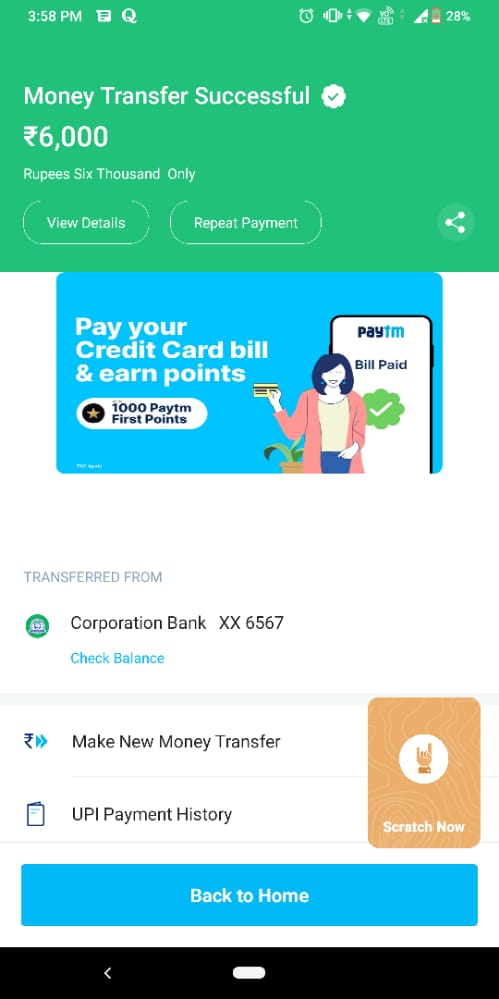 3:58 PM
28%
Money Transfer Successful
₹6,000
Rupees Six Thousand Only
View Details
Repeat Payment
Pay your
Credit Card bill
& earn points
1000 Paytm
First Points
T&C Apply
paytm
Bill Paid
TRANSFERRED FROM
Corporation Bank XX 6567
Check Balance
Make New Money Transfer
UPI Payment History
Scratch Now
Back to Home